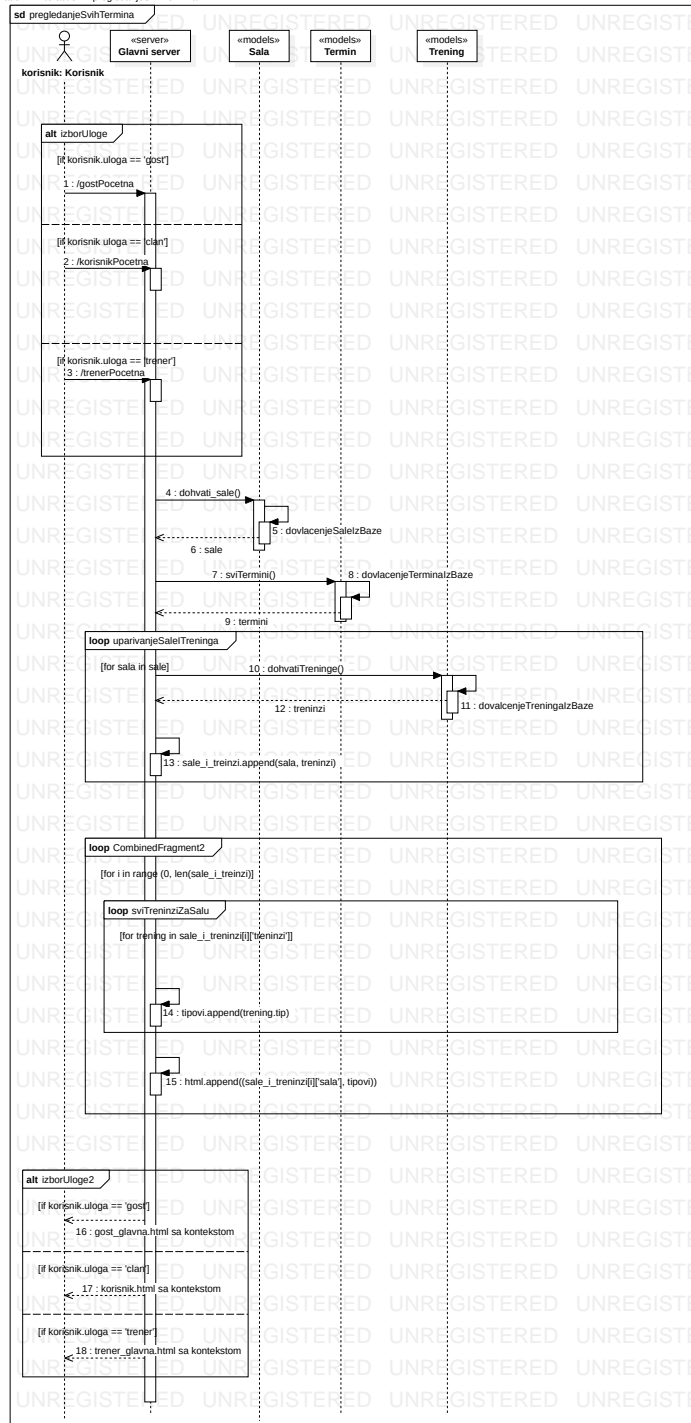 sd pregledanjeSvihTermina
korisnik: Korisnik
«server»
Glavni server
«models»
Sala
«models»
Termin
«models»
Trening
alt izborUloge
[if korisnik.uloga == 'gost']
1 : /gostPocetna
[if korisnik uloga == 'clan']
2 : /korisnikPocetna
[if korisnik.uloga == 'trener']
3 : /trenerPocetna
4 : dohvati_sale()
5 : dovlacenjeSaleIzBaze
6 : sale
7 : sviTermini()
8 : dovlacenjeTerminaIzBaze
9 : termini
loop uparivanjeSaleITreninga
[for sala in sale]
10 : dohvatiTreninge()
11 : dovalcenjeTreningaIzBaze
12 : treninzi
13 : sale_i_treinzi.append(sala, treninzi)
loop CombinedFragment2
[for i in range (0, len(sale_i_treinzi)]
loop sviTreninziZaSalu
[for trening in sale_i_treninzi[i]['treninzi']]
14 : tipovi.append(trening.tip)
15 : html.append((sale_i_treninzi[i]['sala'], tipovi))
alt izborUloge2
[if korisnik.uloga == 'gost']
16 : gost_glavna.html sa kontekstom
[if korisnik.uloga == 'clan']
17 : korisnik.html sa kontekstom
[if korisnik.uloga == 'trener']
18 : trener_glavna.html sa kontekstom
UNREGISTERED